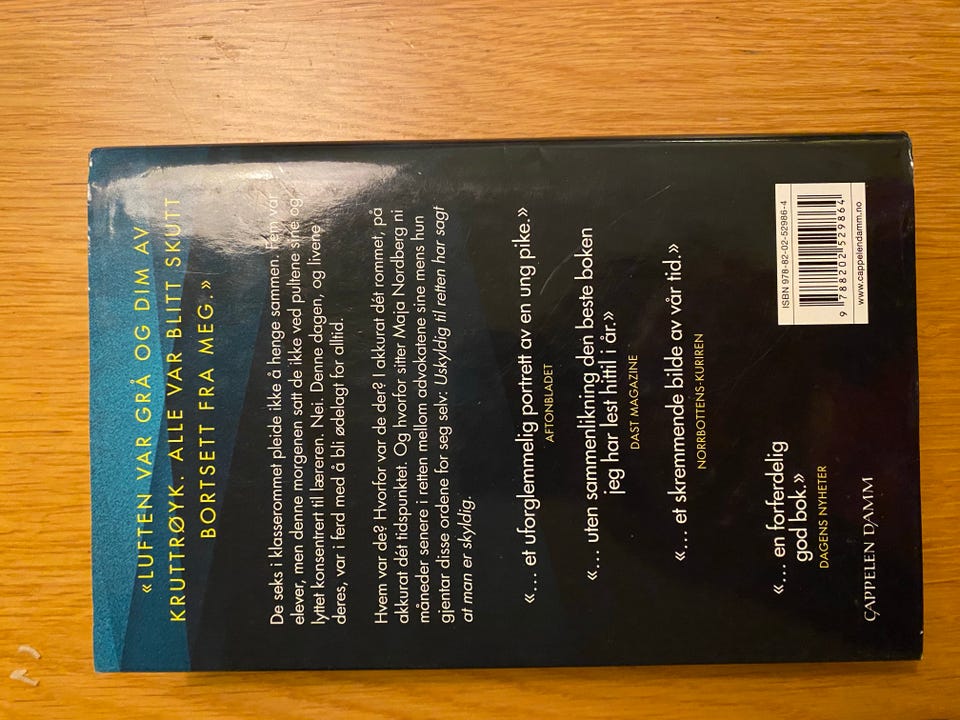 «LUFTEN VAR GRÅ OG DIM AV
KRUTTRØYK. ALLE VAR BLITT SKUTT
BORTSETT FRA MEG.»
De seks i klasserommet pleide ikke å henge sammen. Fem var
elever, men denne morgenen satt de ikke ved pultene sine og
lyttet konsentrert til læreren. Nei. Denne dagen, og livene
deres, var i ferd med å bli ødelagt for alltid.
Hvem var de? Hvorfor var de der? I akkurat dét rommet, på
akkurat dét tidspunktet. Og hvorfor sitter Maja Nordberg ni
måneder senere i retten mellom advokatene sine mens hun
gjentar disse ordene for seg selv: Uskyldig til retten har sagt
at man er skyldig.
«... et uforglemmelig portrett av en ung pike.»
AFTONBLADET
«... uten sammenlikning den beste boken
jeg har lest hittil i år.»
DAST MAGAZINE
«... et skremmende bilde av vår tid.»
NORRBOTTENS-KURIREN
«... en forferdelig
god bok.»
DAGENS NYHETER
CAPPELEN DAMM
ISBN 978-82-02-52986-4
9 788202 529864
www.cappelendamm.no